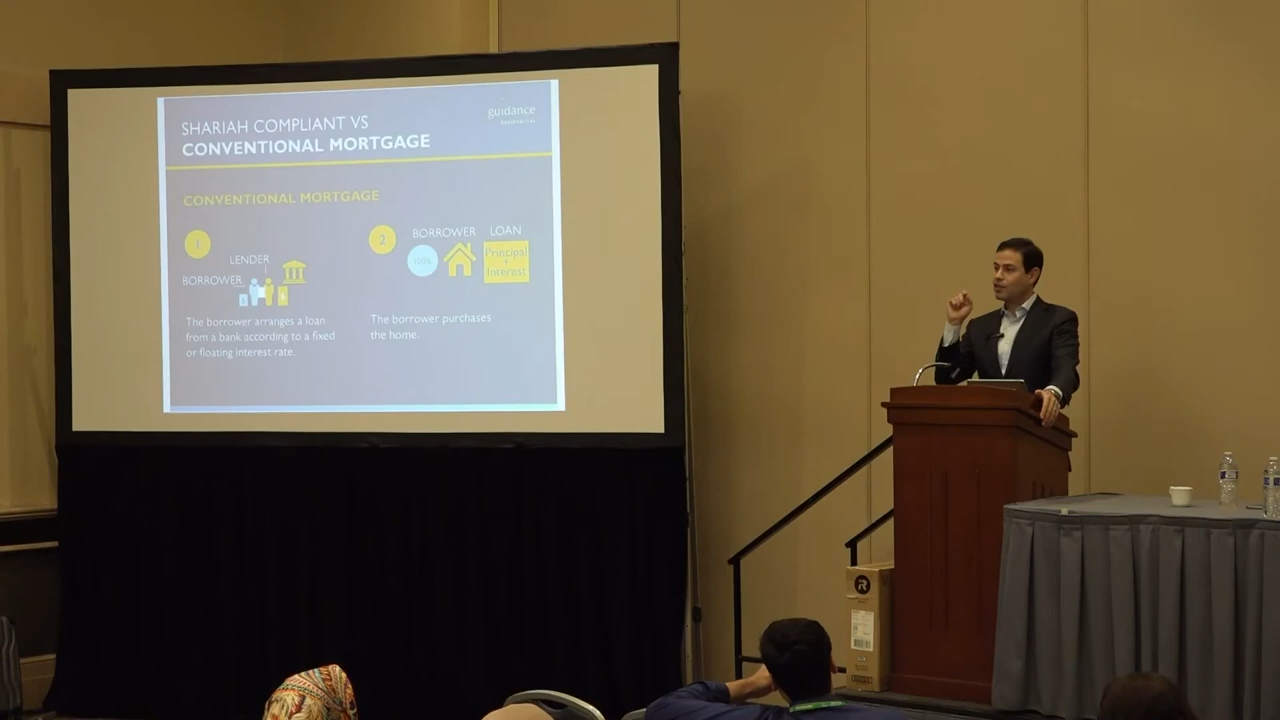 SHARIAH COMPLIANT VS
CONVENTIONAL MORTGAGE
guidance
RESIDENTIAL
CONVENTIONAL MORTGAGE
1
LENDER
BORROWER
The borrower arranges a loan
from a bank according to a fixed
or floating interest rate.
2
BORROWER
LOAN
100%
Principal
+
Interest
The borrower purchases
the home.
R